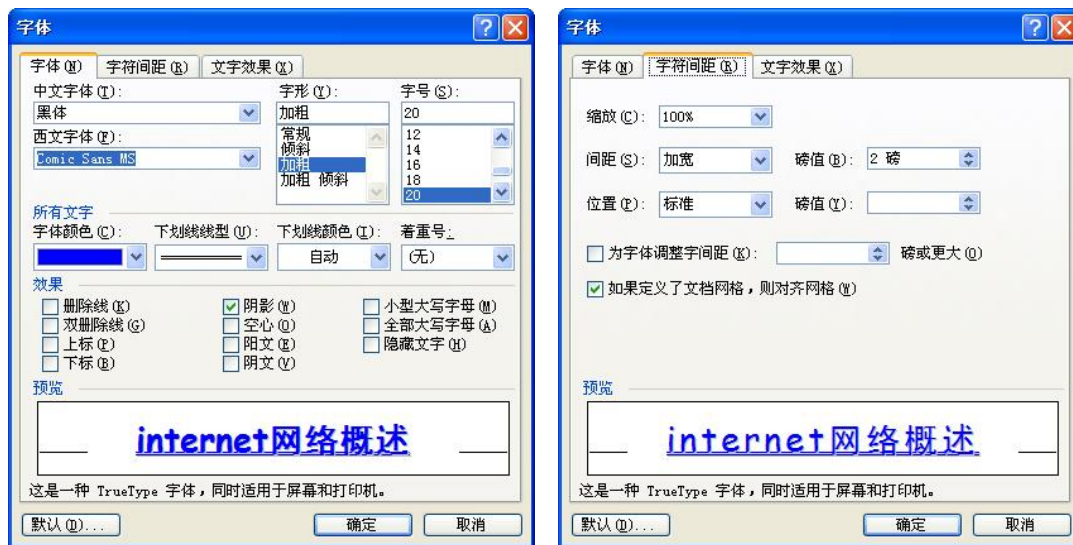 字体
字体(N) 字符间距(R) 文字效果(X)
中文字体(T): 字形(Y): 字号(S):
黑体 加粗 20
西文字体(F): 常规 12
Comic Sans MS 倾斜 14
加粗 16
加粗 倾斜 18
20
所有文字
字体颜色(C): 下划线线型(U): 下划线颜色(I): 着重号:
自动 (无)
效果
删除线(K) 阴影(W) 小型大写字母(M)
双删除线(G) 空心(O) 全部大写字母(A)
上标(P) 阳文(E) 隐藏文字(H)
下标(B) 阴文(V)
预览
internet网络概述
这是一种 TrueType 字体，同时适用于屏幕和打印机。
默认(D)... 确定 取消
字体
字体(N) 字符间距(R) 文字效果(X)
缩放(C): 100%
间距(S): 加宽 磅值(B): 2 磅
位置(P): 标准 磅值(Y):
为字体调整字间距(K): 磅或更大(O)
如果定义了文档网格，则对齐网格(W)
预览
internet网络概述
这是一种 TrueType 字体，同时适用于屏幕和打印机。
默认(D)... 确定 取消